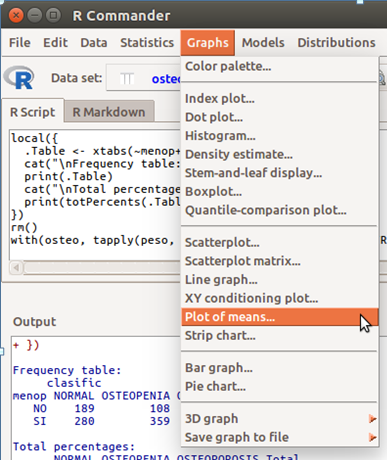 R Commander
File Edit Data Statistics Graphs Models Distributions
R Data set: osteo
R Script R Markdown
local({
.Table <- xtabs(~menop+
cat("\nFrequency table:
print(.Table)
cat("\nTotal percentage
print(totPercents(.Table
})
rm()
with(osteo, tapply(peso, R
Color palette...
Index plot...
Dot plot...
Histogram...
Density estimate...
Stem-and-leaf display...
Boxplot...
Quantile-comparison plot...
Scatterplot...
Scatterplot matrix...
Line graph...
XY conditioning plot...
Plot of means...
Strip chart...
Bar graph...
Pie chart...
3D graph
Save graph to file
Output
+ })
Frequency table:
clasific
menop NORMAL OSTEOPENIA O
NO 189 108
SI 280 359
Total percentages:
NORMAL OSTEOPENIA OSTEOPOROSIS Total